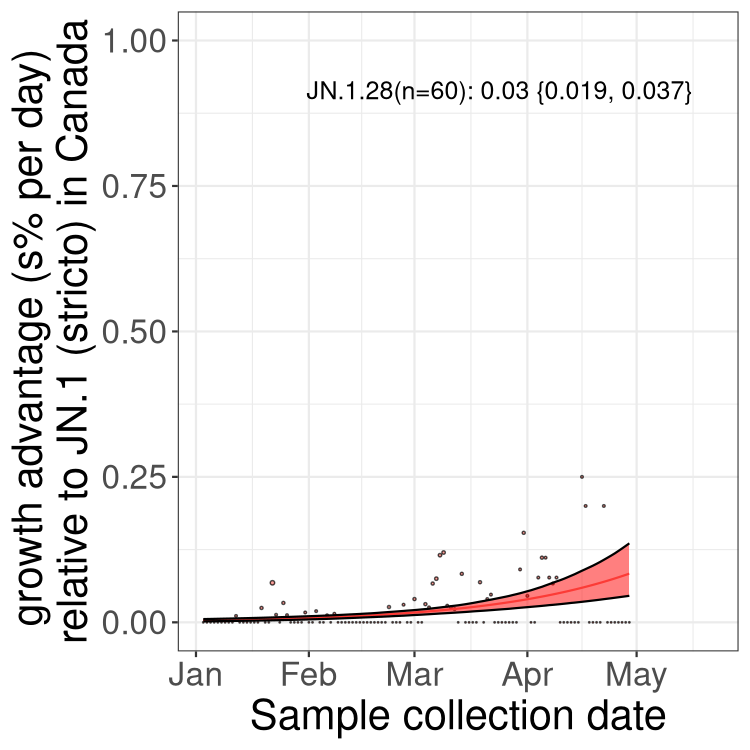 growth advantage (s% per day)
relative to JN.1 (stricto) in Canada
1.00
0.75
0.50
0.25
0.00
JN.1.28(n=60): 0.03 {0.019, 0.037}
Jan Feb Mar Apr May
Sample collection date